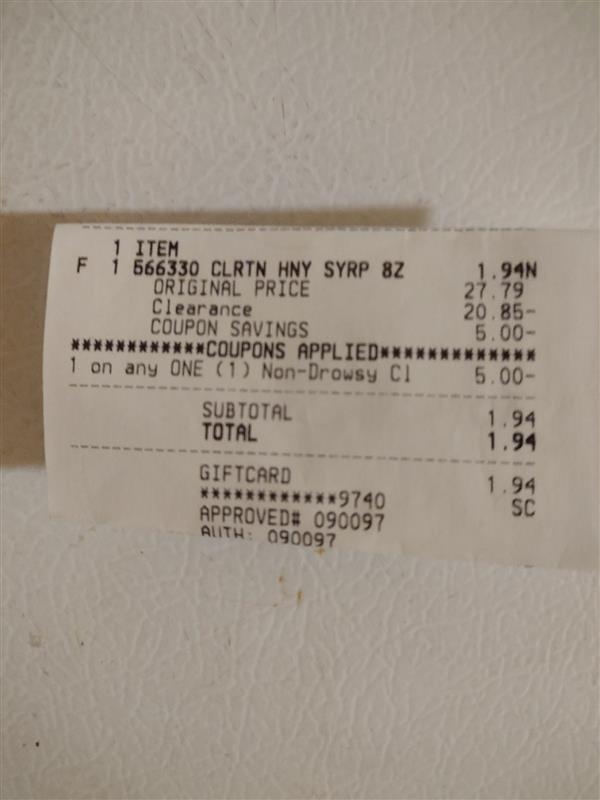 1 ITEM
F 1 566330 CLRTN HNY SYRP 8Z 1.94N
ORIGINAL PRICE 27.79
Clearance 20.85-
COUPON SAVINGS 5.00-
************COUPONS APPLIED*************
1 on any ONE (1) Non-Drowsy Cl 5.00-
SUBTOTAL 1.94
TOTAL 1.94
GIFTCARD 1.94
************9740 SC
APPROVED# 090097
AUTH: 090097